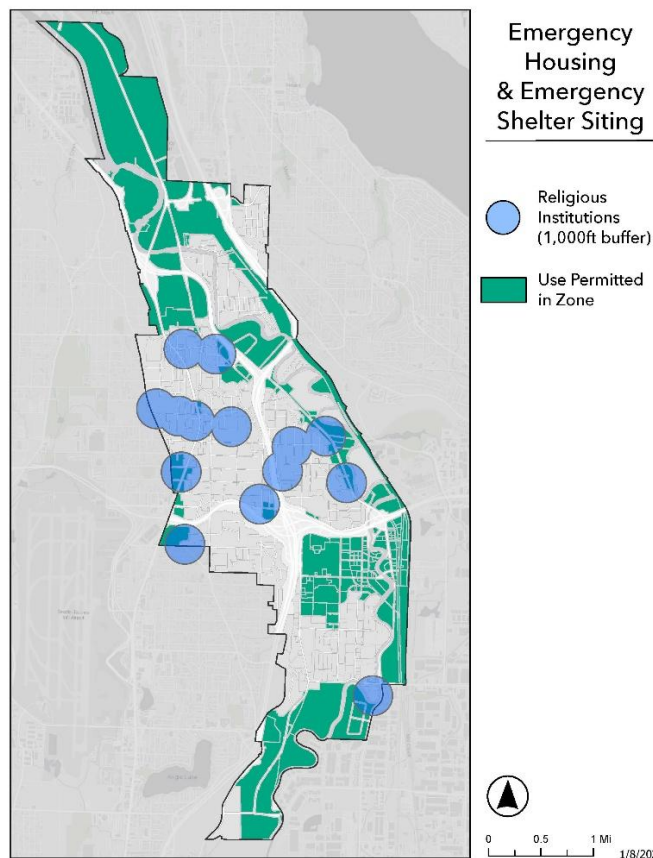 Emergency
Housing
& Emergency
Shelter Siting
Religious
Institutions
(1,000ft buffer)
Use Permitted
in Zone
0 0.5 1 Mi